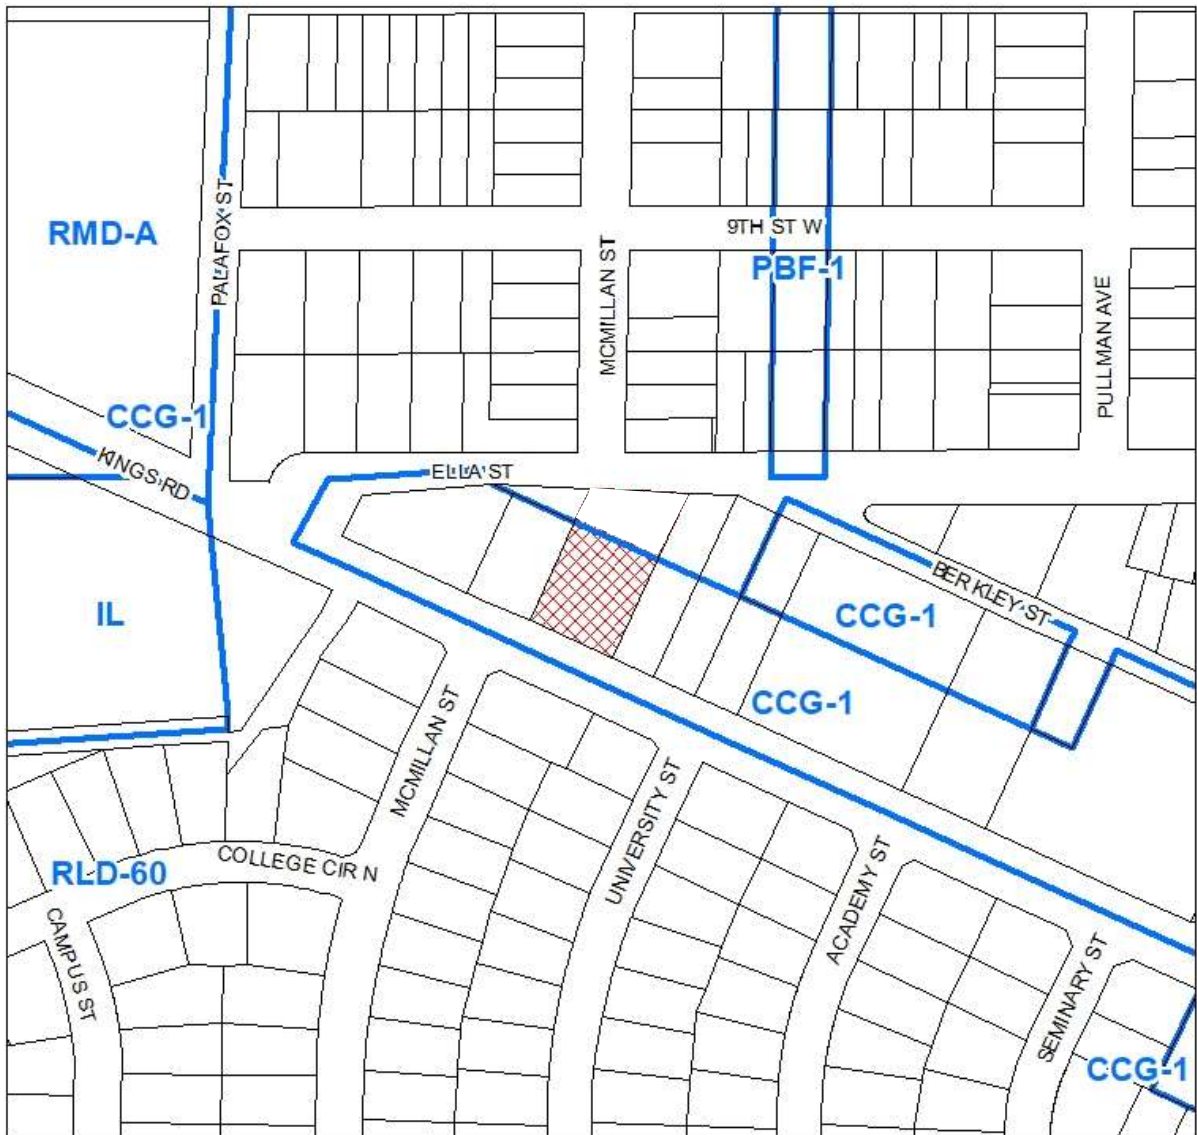 PALAFOX ST
RMD-A
9TH ST W
MCMILLAN ST
PBF-1
PULLMAN AVE
CCG-1
KINGS RD
ELLA ST
BERKLEY ST
IL
CCG-1
CCG-1
MCMILLAN ST
UNIVERSITY ST
COLLEGE CIR N
RLD-60
ACADEMY ST
CAMPUS ST
SEMINARY ST
CCG-1